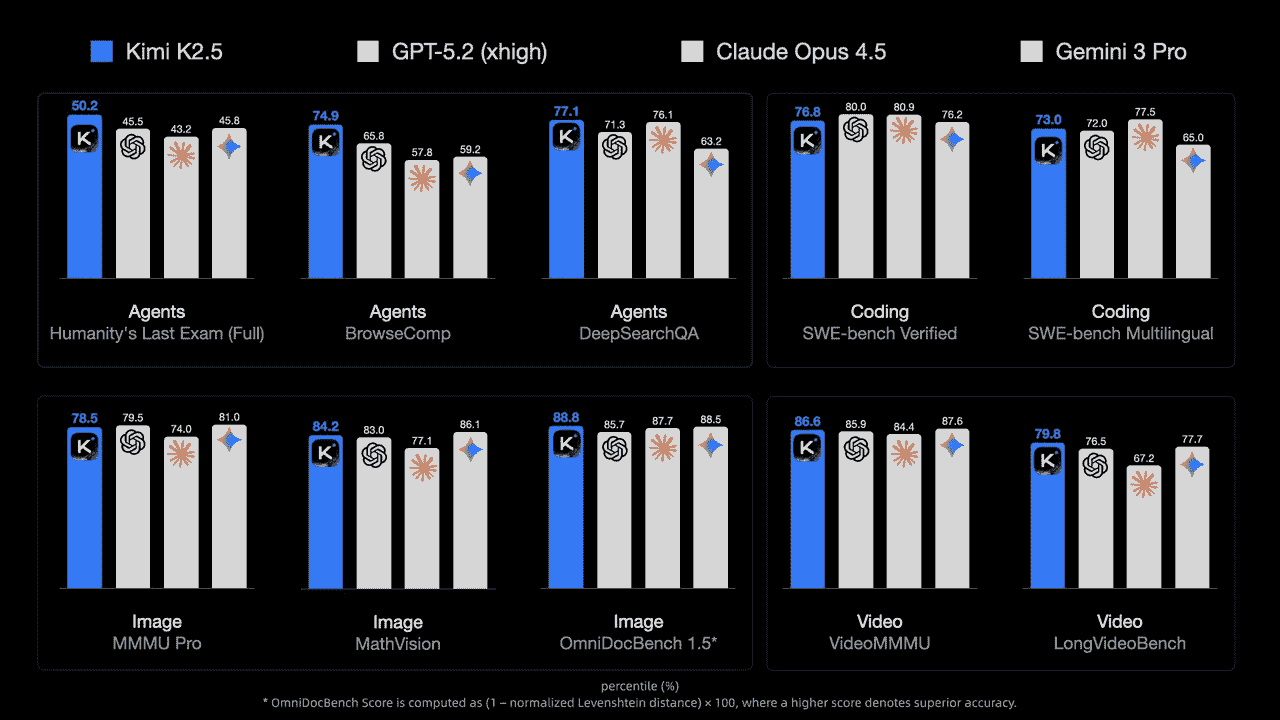 Kimi K2.5
GPT-5.2 (xhigh)
Claude Opus 4.5
Gemini 3 Pro
50.2
45.5
43.2
45.8
Agents
Humanity's Last Exam (Full)
74.9
65.8
57.8
59.2
Agents
BrowseComp
77.1
71.3
76.1
63.2
Agents
DeepSearchQA
76.8
80.0
80.9
76.2
Coding
SWE-bench Verified
73.0
72.0
77.5
65.0
Coding
SWE-bench Multilingual
78.5
79.5
74.0
81.0
Image
MMMU Pro
84.2
83.0
77.1
86.1
Image
MathVision
88.8
85.7
87.7
88.5
Image
OmniDocBench 1.5*
86.6
85.9
84.4
87.6
Video
VideoMMMU
79.8
76.5
67.2
77.7
Video
LongVideoBench
percentile (%)
* OmniDocBench Score is computed as (1 – normalized Levenshtein distance) × 100, where a higher score denotes superior accuracy.